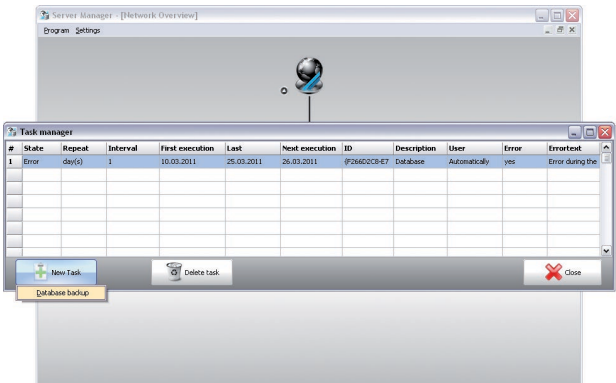 Server Manager - [Network Overview]
Program Settings
Task manager
# State Repeat Interval First execution Last Next execution ID Description User Error Errortext
1 Error day(s) 1 10.03.2011 25.03.2011 26.03.2011 {F266D2C8-E7 Database Automatically yes Error during the
New Task Delete task Close
Database backup